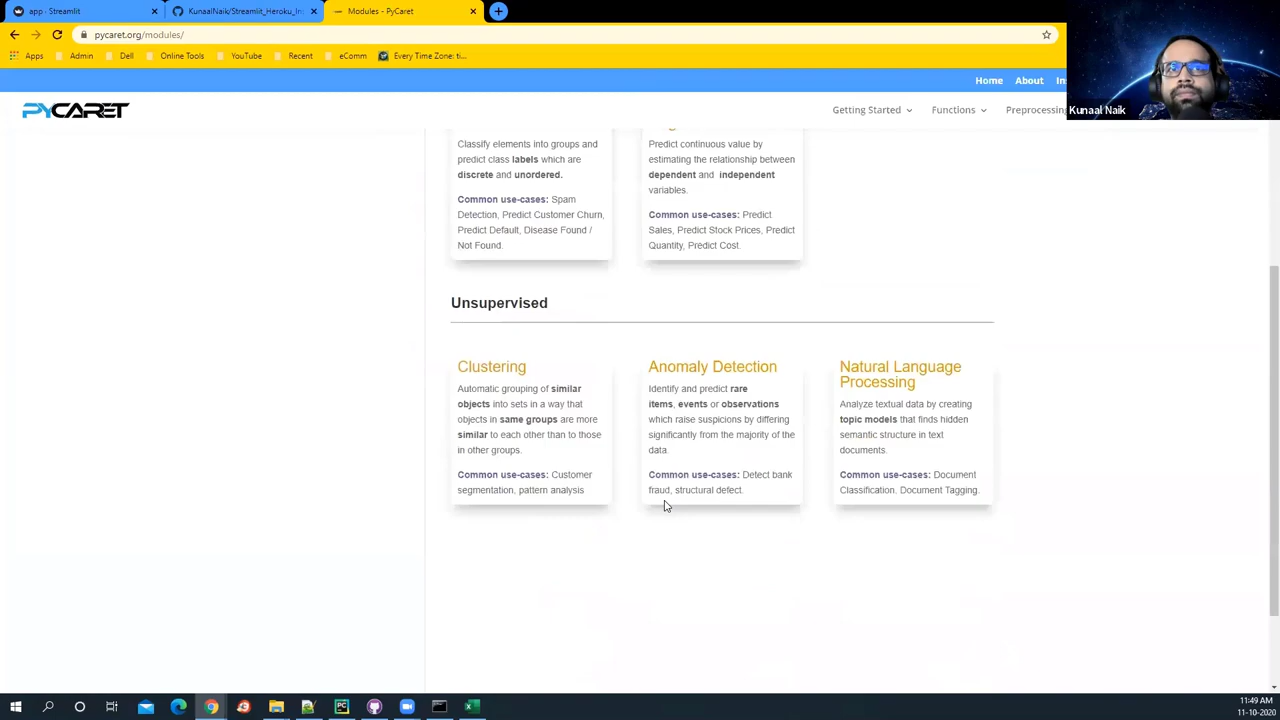 app - Streamlit
KunaalNaik/Streamlit_Heroku_In
Modules - PyCaret
pycaret.org/modules/
Apps
Admin
Dell
Online Tools
YouTube
Recent
eComm
Every Time Zone: ti...
Home
About
In
PYCARET
Getting Started
Functions
Preprocessing
Kunaal Naik
Classify elements into groups and
predict class labels which are
discrete and unordered.
Common use-cases: Spam
Detection, Predict Customer Churn,
Predict Default, Disease Found /
Not Found.
Predict continuous value by
estimating the relationship between
dependent and independent
variables.
Common use-cases: Predict
Sales, Predict Stock Prices, Predict
Quantity, Predict Cost.
Unsupervised
Clustering
Automatic grouping of similar
objects into sets in a way that
objects in same groups are more
similar to each other than to those
in other groups.
Common use-cases: Customer
segmentation, pattern analysis
Anomaly Detection
Identify and predict rare
items, events or observations
which raise suspicions by differing
significantly from the majority of the
data.
Common use-cases: Detect bank
fraud, structural defect.
Natural Language
Processing
Analyze textual data by creating
topic models that finds hidden
semantic structure in text
documents.
Common use-cases: Document
Classification, Document Tagging.
11:49 AM
11-10-2020